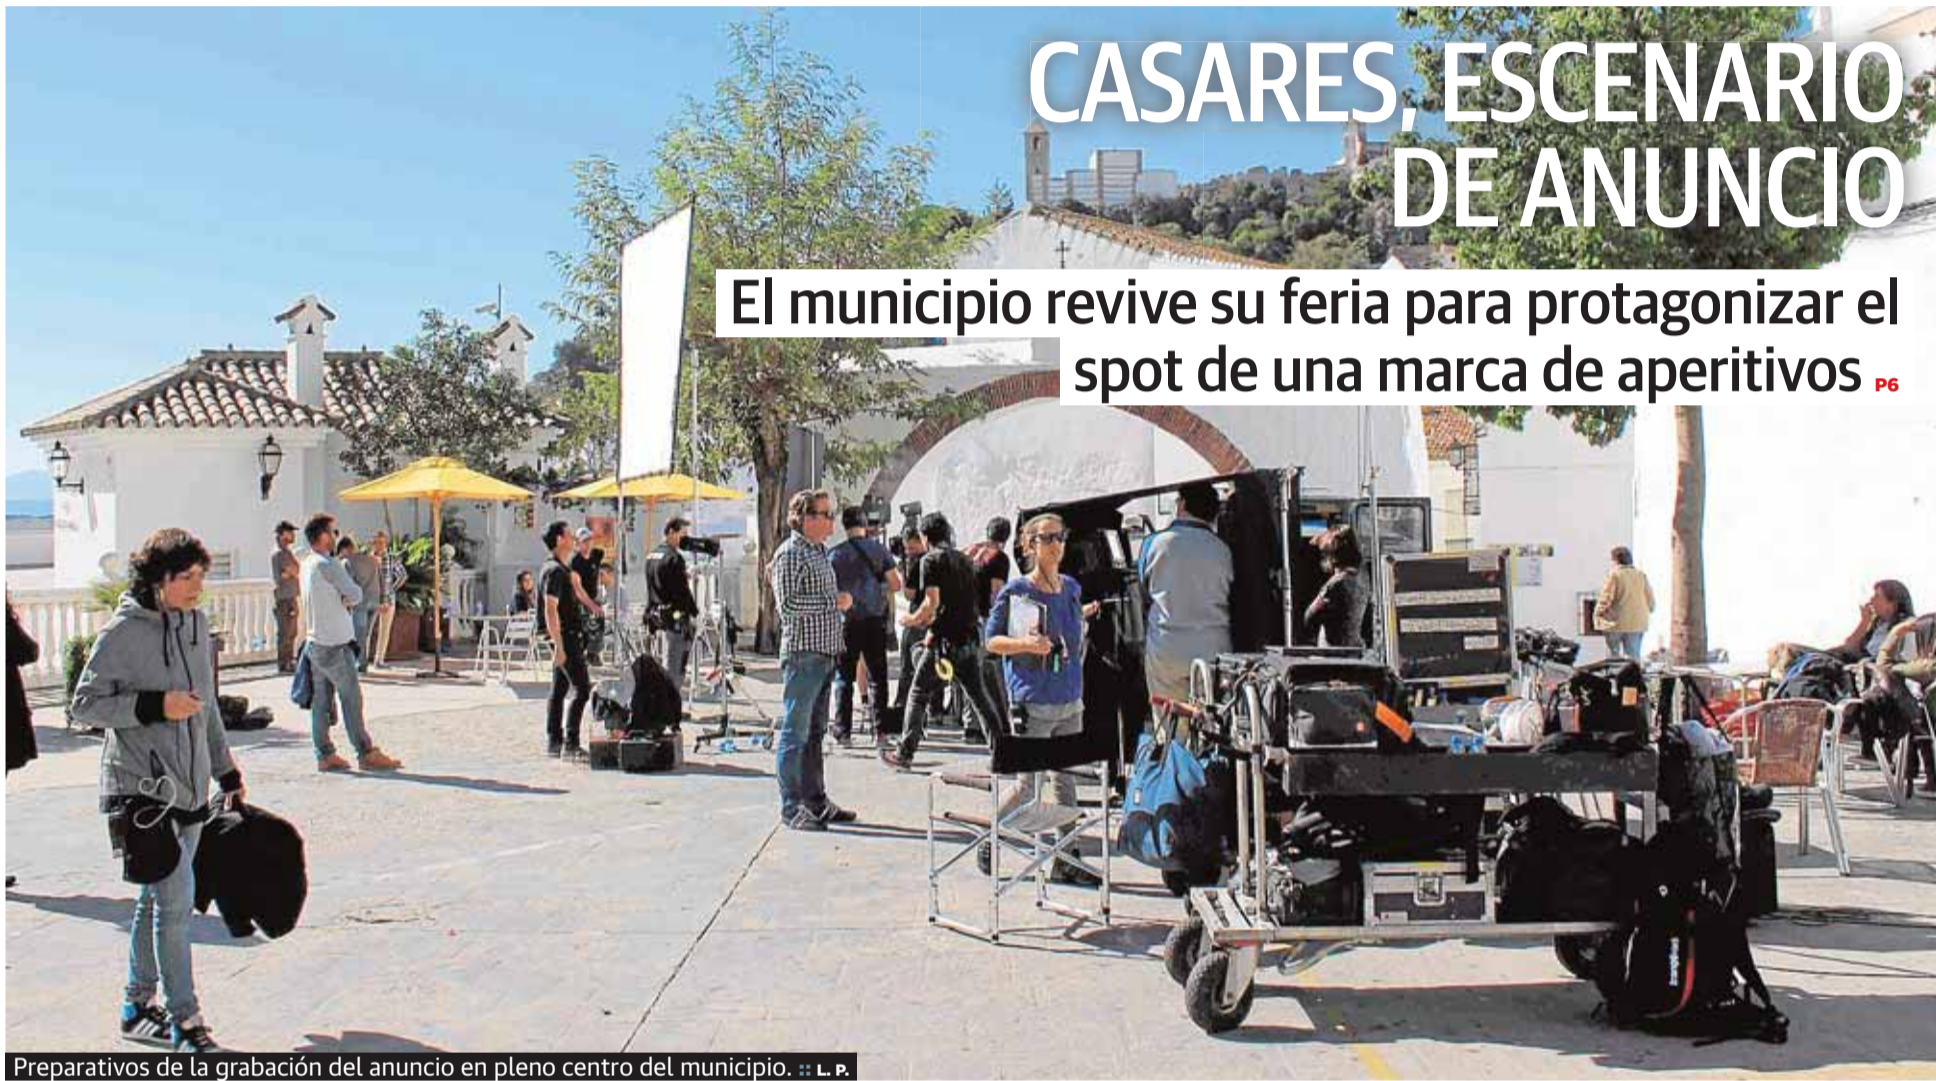 CASARES, ESCENARIO
DE ANUNCIO
El municipio revive su feria para protagonizar el
spot de una marca de aperitivos P6
Preparativos de la grabación del anuncio en pleno centro del municipio. :: L. P.